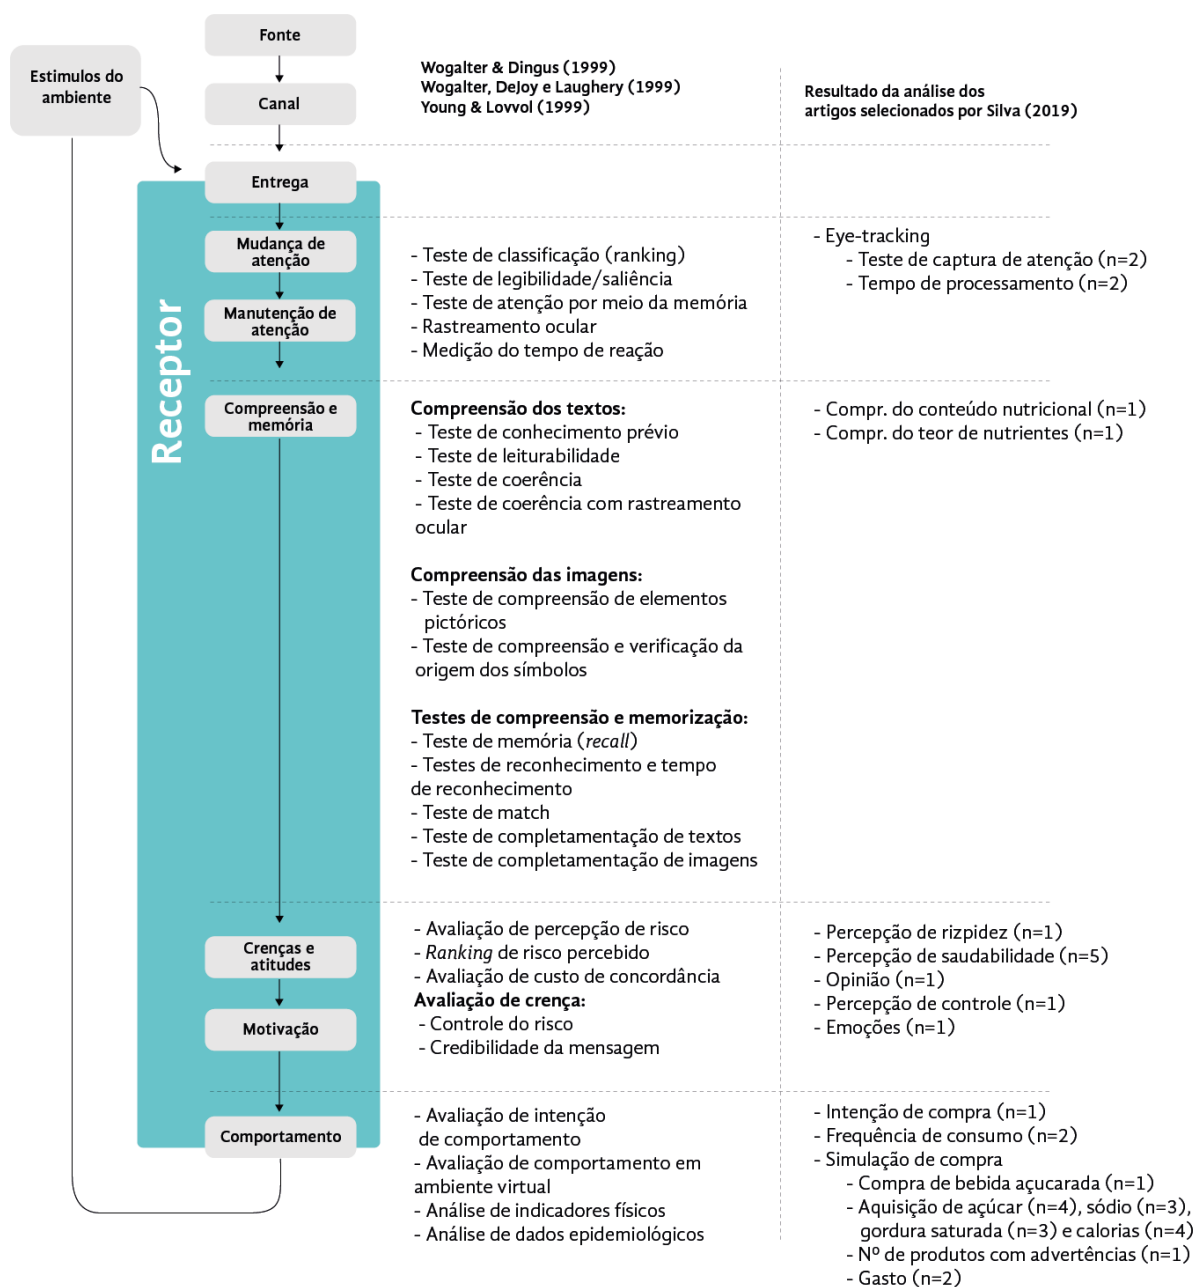 Fonte
Estimulos do
ambiente
Canal
Wogalter & Dingus (1999)
Wogalter, DeJoy e Laughery (1999)
Young & Lovvol (1999)
Resultado da análise dos
artigos selecionados por Silva (2019)
Receptor
Entrega
Mudança de
atenção
Manutenção de
atenção
- Teste de classificação (ranking)
- Teste de legibilidade/saliência
- Teste de atenção por meio da memória
- Rastreamento ocular
- Medição do tempo de reação
- Eye-tracking
- Teste de captura de atenção (n=2)
- Tempo de processamento (n=2)
Compreensão e
memória
Compreensão dos textos:
- Teste de conhecimento prévio
- Teste de leiturabilidade
- Teste de coerência
- Teste de coerência com rastreamento
ocular
Compreensão das imagens:
- Teste de compreensão de elementos
pictóricos
- Teste de compreensão e verificação da
origem dos símbolos
Testes de compreensão e memorização:
- Teste de memória (recall)
- Testes de reconhecimento e tempo
de reconhecimento
- Teste de match
- Teste de completamentação de textos
- Teste de completamentação de imagens
- Compr. do conteúdo nutricional (n=1)
- Compr. do teor de nutrientes (n=1)
Crenças e
atitudes
Motivação
- Avaliação de percepção de risco
- Ranking de risco percebido
- Avaliação de custo de concordância
Avaliação de crença:
- Controle do risco
- Credibilidade da mensagem
- Percepção de rizpidez (n=1)
- Percepção de saudabilidade (n=5)
- Opinião (n=1)
- Percepção de controle (n=1)
- Emoções (n=1)
Comportamento
- Avaliação de intenção
de comportamento
- Avaliação de comportamento em
ambiente virtual
- Análise de indicadores físicos
- Análise de dados epidemiológicos
- Intenção de compra (n=1)
- Frequência de consumo (n=2)
- Simulação de compra
- Compra de bebida açucarada (n=1)
- Aquisição de açúcar (n=4), sódio (n=3),
gordura saturada (n=3) e calorias (n=4)
- Nº de produtos com advertências (n=1)
- Gasto (n=2)